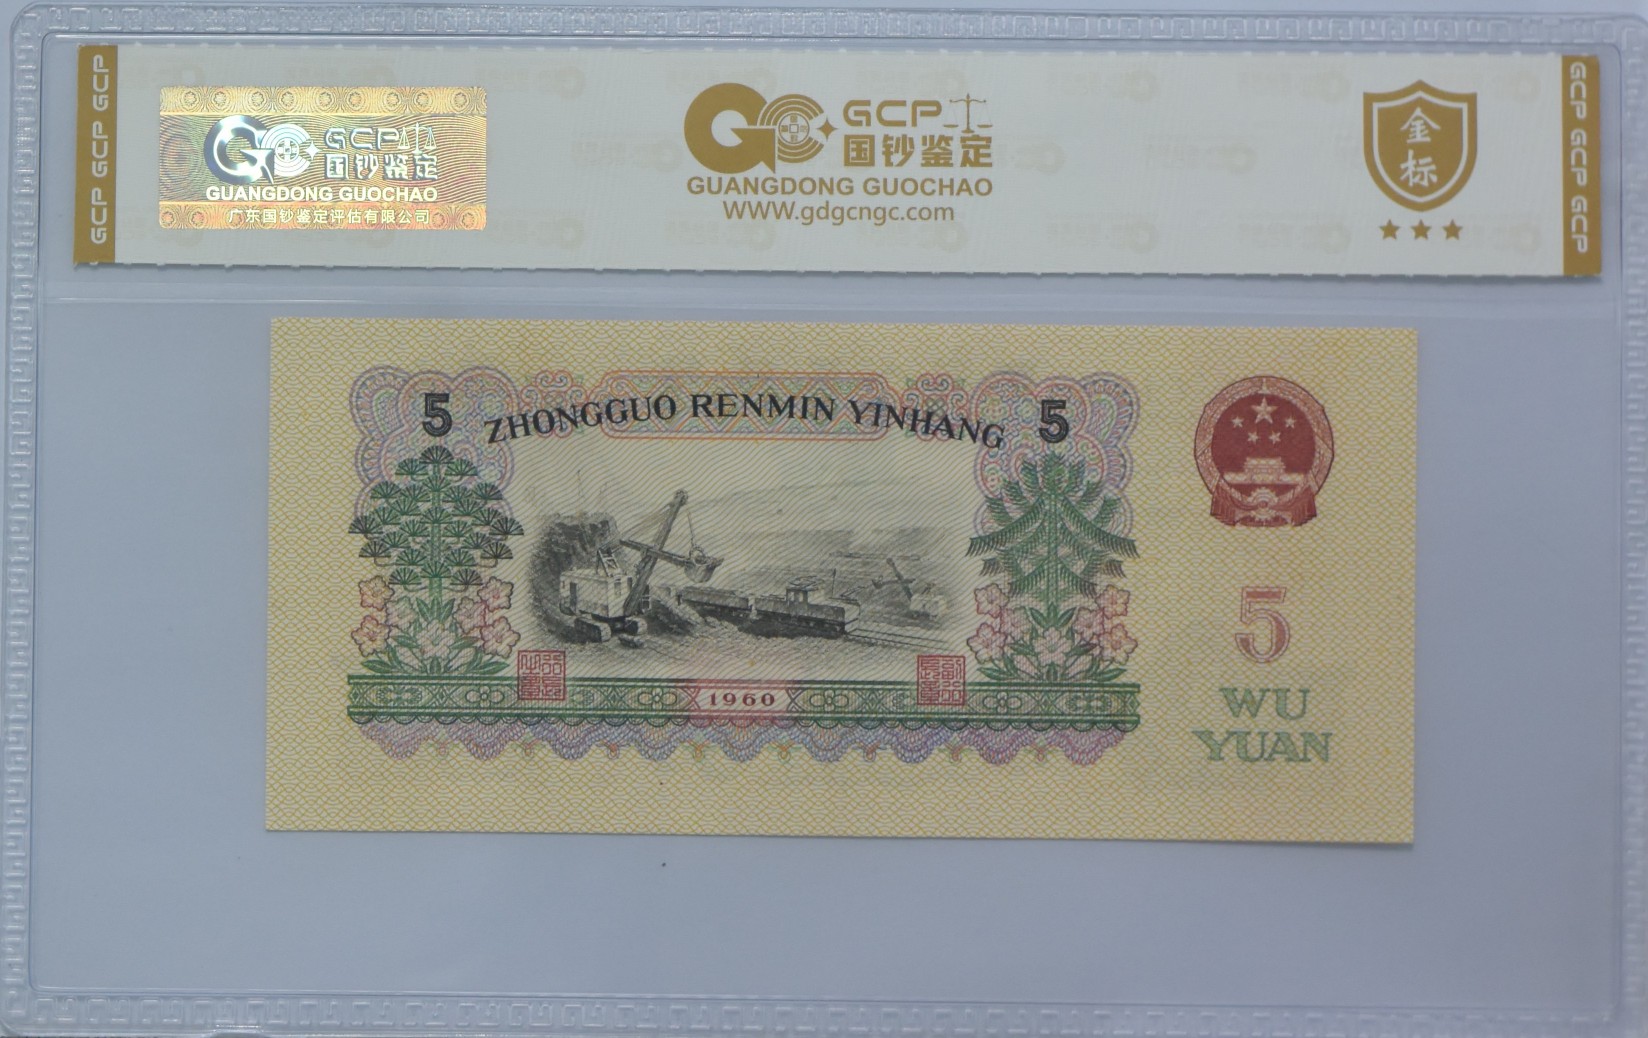 GCP GCP GCP
GCP
国钞鉴定
GUANGDONG GUOCHAO
广东国钞鉴定评估有限公司
GCP
国钞鉴定
GUANGDONG GUOCHAO
WWW.gdgcngc.com
金
标
GCP GCP GCP
5 ZHONGGUO RENMIN YINHANG 5
1960
5
WU
YUAN